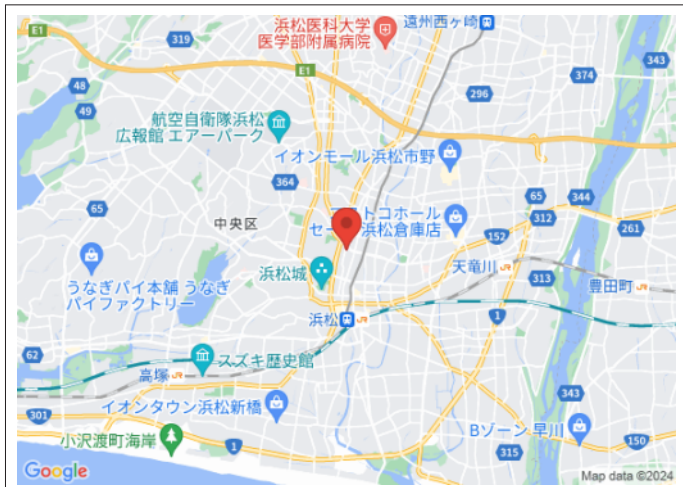 E1
319
浜松医科大学
医学部附属病院
遠州西ヶ崎
343
48
49
E1
374
296
航空自衛隊浜松
広報館 エアーパーク
イオンモール浜松市野
364
65
344
65
312
261
中央区
コホール
浜松倉庫店
152
うなぎパイ本舗 うなぎ
パイファクトリー
浜松城
天竜川 JR
313
豊田町 JR
浜松 JR
1
62
スズキ歴史館
高塚 JR
343
301
イオンタウン浜松新橋
小沢渡町海岸
1
Bゾーン 早川
315
150
Google
Map data ©2024